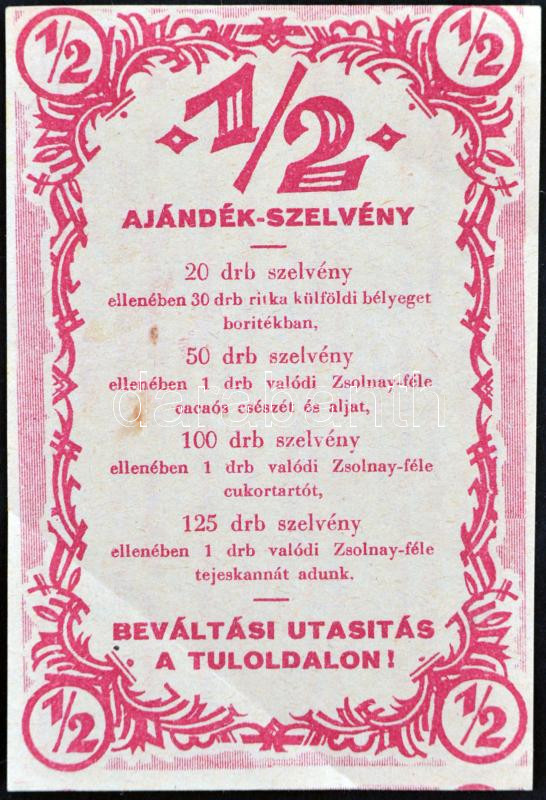 1/2 1/2
1/2
AJÁNDÉK-SZELVÉNY
20 drb szelvény
ellenében 30 drb ritka külföldi bélyeget
boritékban,
50 drb szelvény
ellenében 1 drb valódi Zsolnay-féle
cacaós csészét és aljat,
darabanth
100 drb szelvény
ellenében 1 drb valódi Zsolnay-féle
cukortartót,
125 drb szelvény
ellenében 1 drb valódi Zsolnay-féle
tejeskannát adunk.
BEVÁLTÁSI UTASITÁS
A TULOLDALON!
1/2 1/2